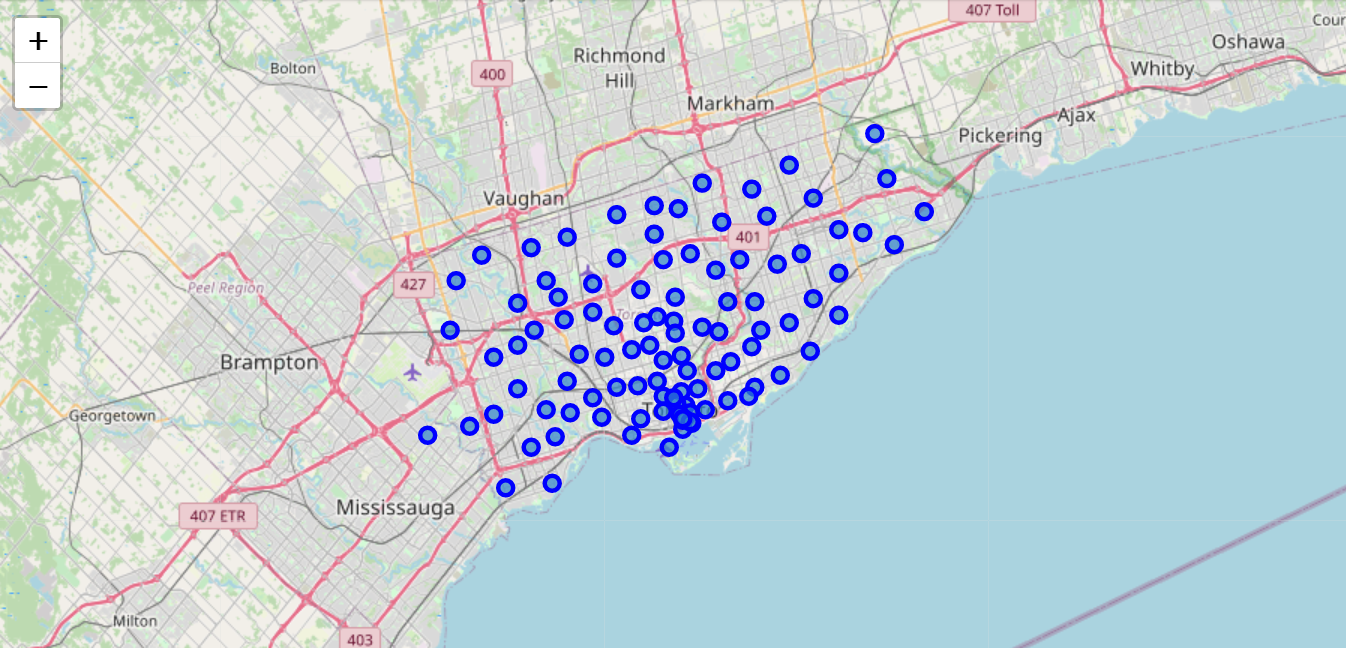 +
−
407 Toll
Cour
Oshawa
Richmond
Hill
Whitby
Bolton
400
Markham
Ajax
Pickering
Vaughan
401
427
Peel Region
Brampton
Georgetown
Mississauga
407 ETR
Milton
403